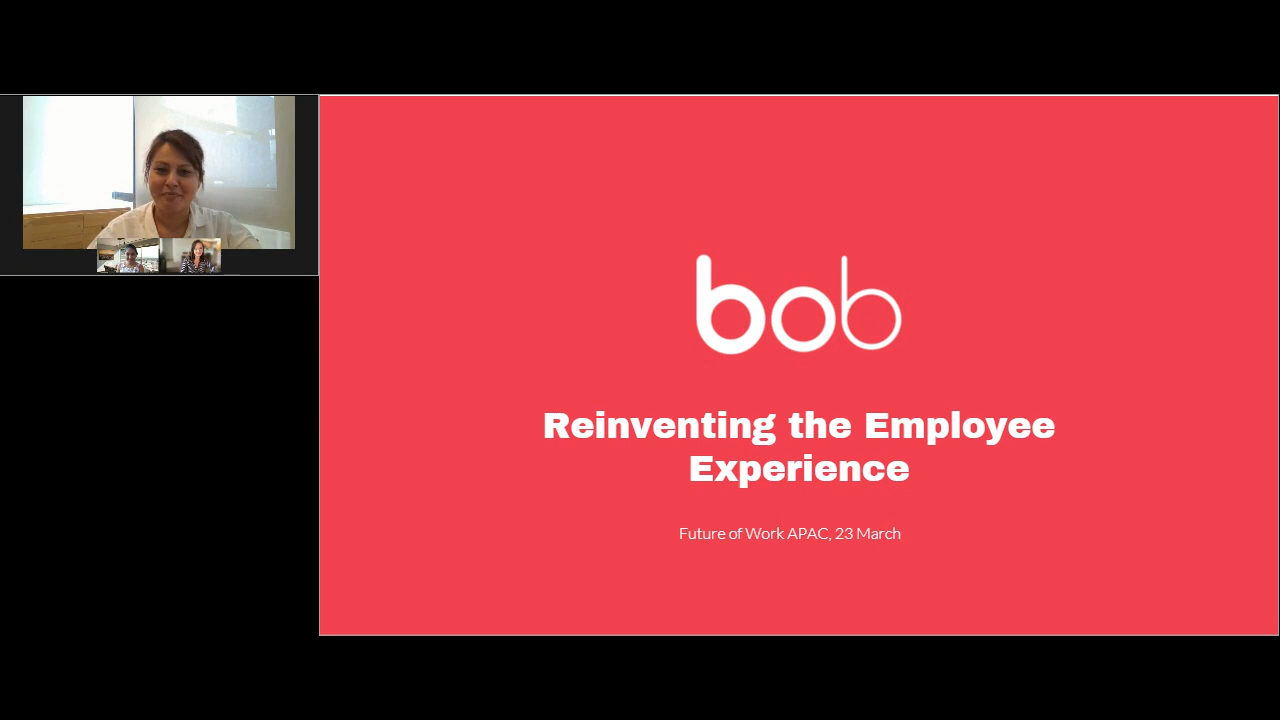 bob
Reinventing the Employee
Experience
Future of Work APAC, 23 March